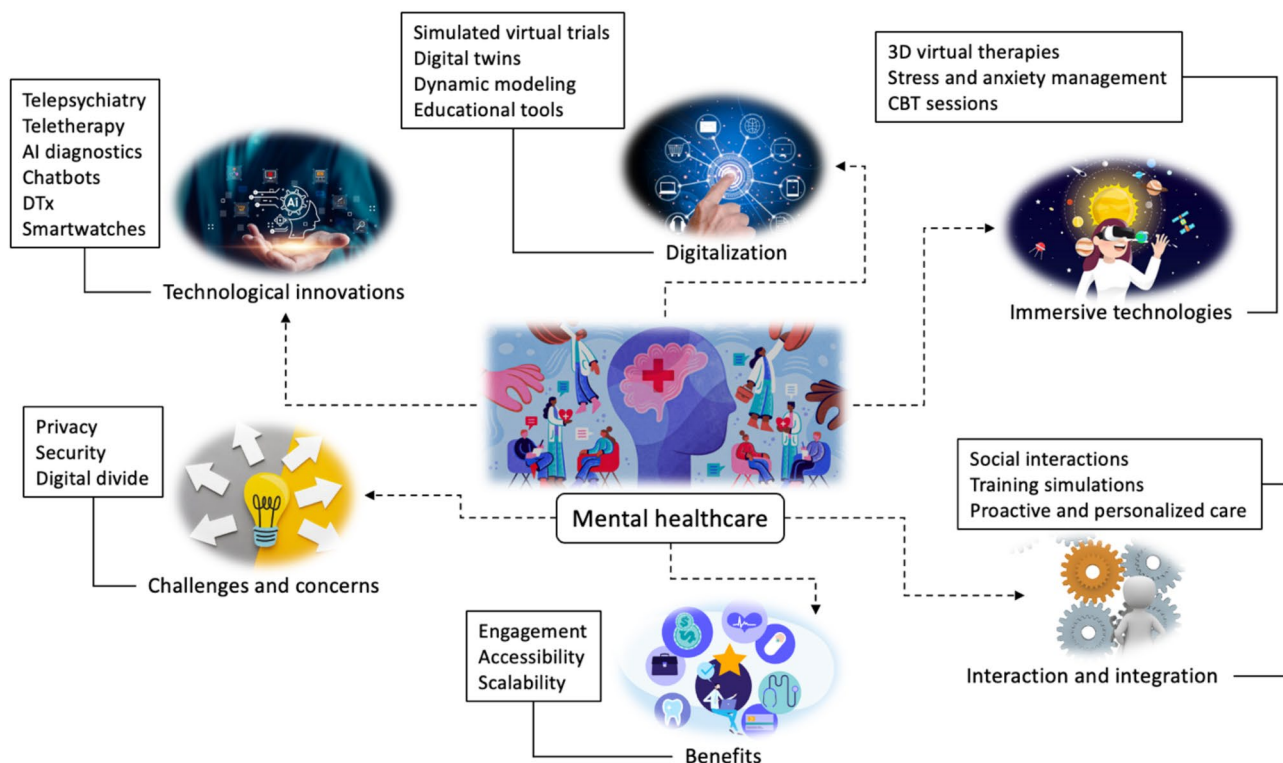 Simulated virtual trials
Digital twins
Dynamic modeling
Educational tools
Digitalization
3D virtual therapies
Stress and anxiety management
CBT sessions
Immersive technologies
Telepsychiatry
Teletherapy
AI diagnostics
Chatbots
DTx
Smartwatches
Ai
Technological innovations
Privacy
Security
Digital divide
Challenges and concerns
Mental healthcare
Social interactions
Training simulations
Proactive and personalized care
Interaction and integration
Engagement
Accessibility
Scalability
Benefits